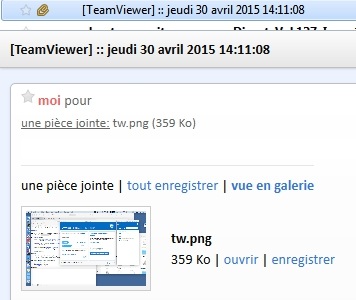 [TeamViewer] :: jeudi 30 avril 2015 14:11:08
[TeamViewer] :: jeudi 30 avril 2015 14:11:08
moi pour
une pièce jointe: tw.png (359 Ko)
une pièce jointe | tout enregistrer | vue en galerie
tw.png
359 Ko | ouvrir | enregistrer